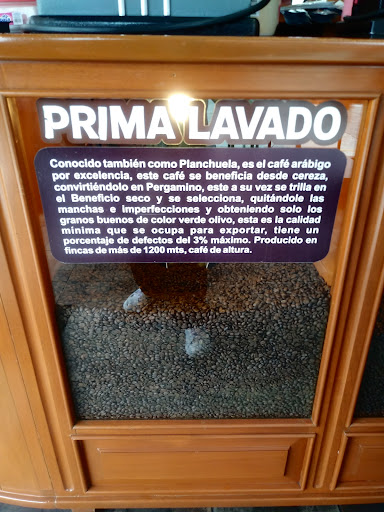 PRIMA LAVADO
Conocido también como Planchuela, es el café arábigo
por excelencia, este café se beneficia desde cereza,
convirtiéndolo en Pergamino, este a su vez se trilla en
el Beneficio seco y se selecciona, quitándole las
manchas e imperfecciones y obteniendo solo los
granos buenos de color verde olivo, esta es la calidad
minima que se ocupa para exportar, tiene un
porcentaje de defectos del 3% máximo. Producido en
fincas de más de 1200 mts, café de altura.